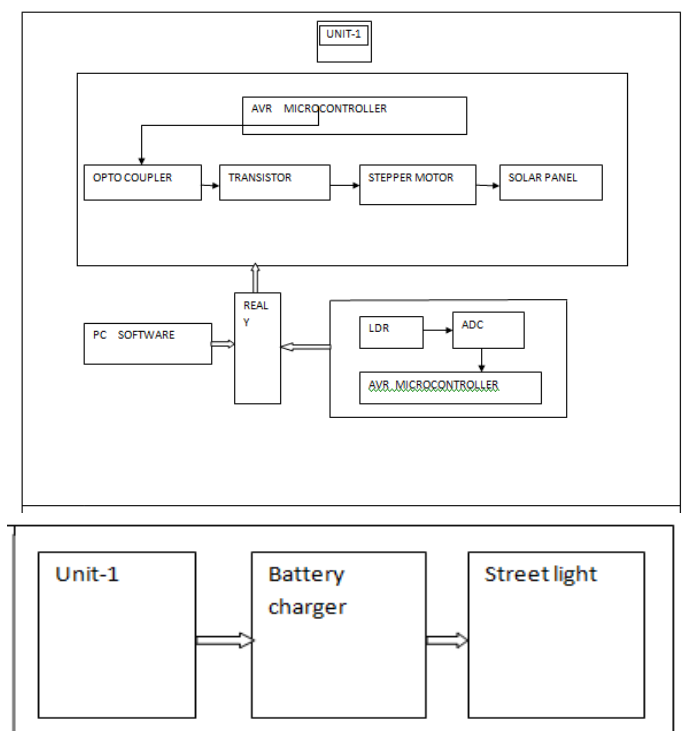 UNIT-1
AVR MICROCONTROLLER
OPTO COUPLER
TRANSISTOR
STEPPER MOTOR
SOLAR PANEL
REAL
Y
PC SOFTWARE
LDR
ADC
AVR MICROCONTROLLER
Unit-1
Battery
charger
Street light